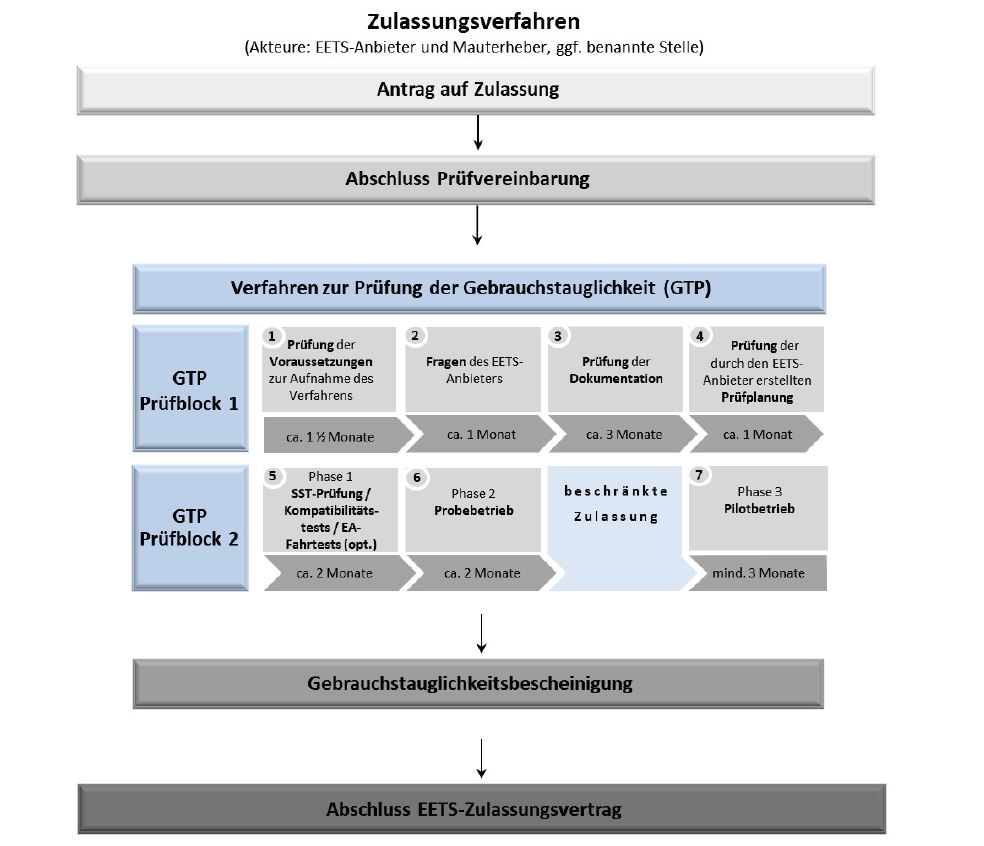 Zulassungsverfahren
(Akteure: EETS-Anbieter und Mauterheber, ggf. benannte Stelle)
Antrag auf Zulassung
Abschluss Prüfvereinbarung
Verfahren zur Prüfung der Gebrauchstauglichkeit (GTP)
GTP
Prüfblock 1
1
Prüfung der
Voraussetzungen
zur Aufnahme des
Verfahrens
ca. 1 ½ Monate
2
Fragen des EETS-
Anbieters
ca. 1 Monat
3
Prüfung der
Dokumentation
ca. 3 Monate
4
Prüfung der
durch den EETS-
Anbieter erstellten
Prüfplanung
ca. 1 Monat
GTP
Prüfblock 2
5
Phase 1
SST-Prüfung /
Kompatibilitäts-
tests / EA-
Fahrtests (opt.)
ca. 2 Monate
6
Phase 2
Probebetrieb
ca. 2 Monate
beschränkte
Zulassung
7
Phase 3
Pilotbetrieb
mind. 3 Monate
Gebrauchstauglichkeitsbescheinigung
Abschluss EETS-Zulassungsvertrag